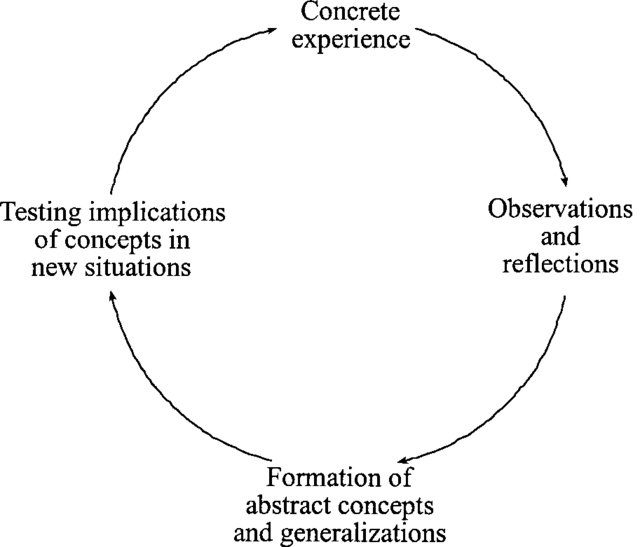 Concrete
experience
Observations
and
reflections
Formation of
abstract concepts
and generalizations
Testing implications
of concepts in
new situations